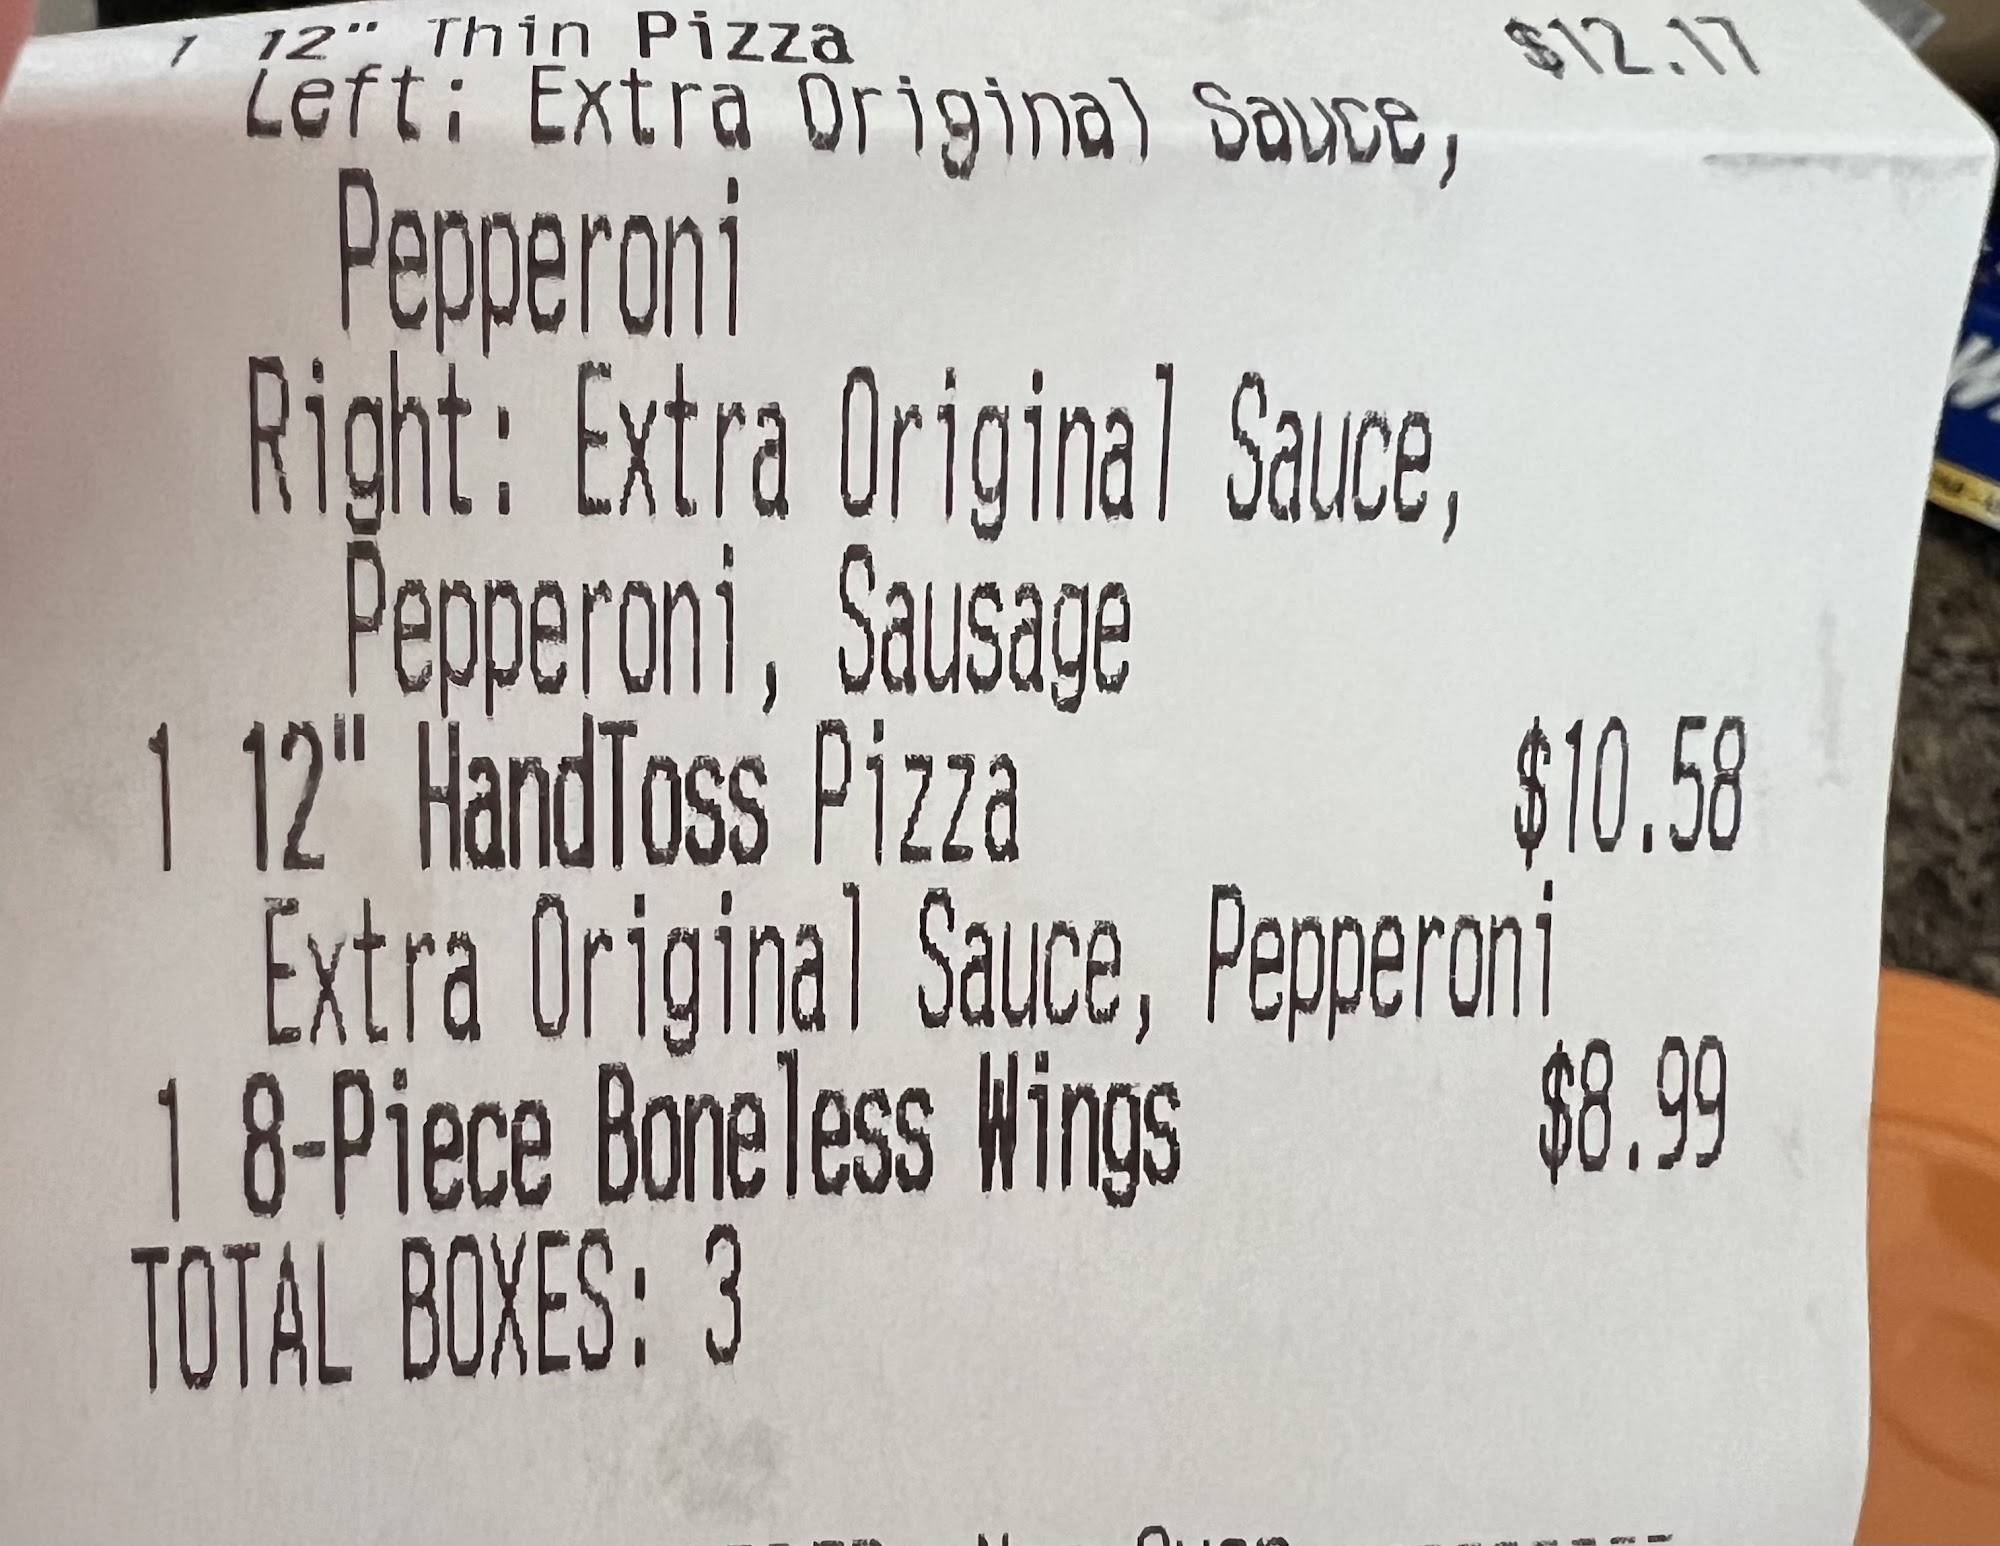 1 12" Thin Pizza $12.17
Left: Extra Original Sauce,
Pepperoni
Right: Extra Original Sauce,
Pepperoni, Sausage
1 12" HandToss Pizza $10.58
Extra Original Sauce, Pepperoni
1 8-Piece Boneless Wings $8.99
TOTAL BOXES: 3